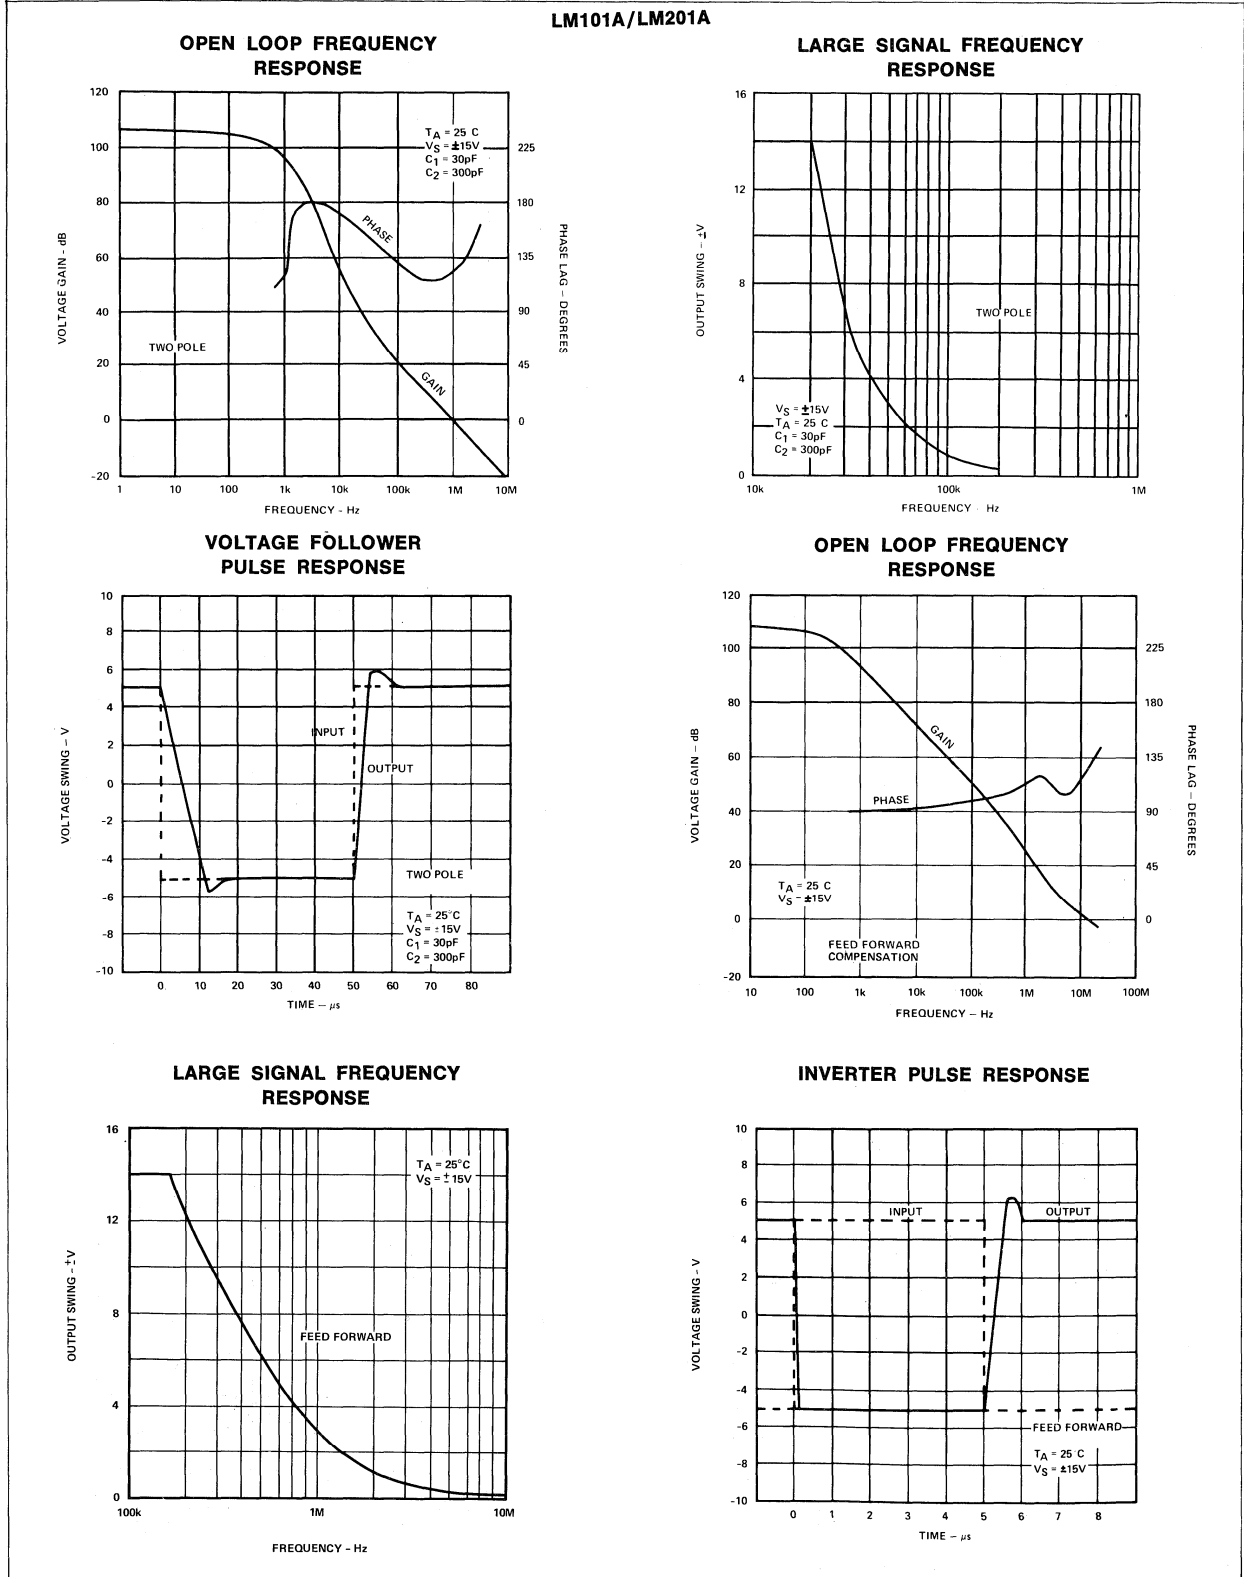 LM101A/LM201A
OPEN LOOP FREQUENCY
RESPONSE
120
100
80
60
40
20
0
-20
VOLTAGE GAIN - dB
TA = 25 C
VS = ±15V
C1 = 30pF
C2 = 300pF
PHASE
GAIN
TWO POLE
225
180
135
90
45
0
PHASE LAG - DEGREES
1 10 100 1k 10k 100k 1M 10M
FREQUENCY - Hz
LARGE SIGNAL FREQUENCY
RESPONSE
16
12
8
4
0
OUTPUT SWING - ±V
TWO POLE
VS = ±15V
TA = 25 C
C1 = 30pF
C2 = 300pF
10k 100k 1M
FREQUENCY - Hz
VOLTAGE FOLLOWER
PULSE RESPONSE
10
8
6
4
2
0
-2
-4
-6
-8
-10
VOLTAGE SWING - V
INPUT
OUTPUT
TWO POLE
TA = 25°C
VS = ±15V
C1 = 30pF
C2 = 300pF
0 10 20 30 40 50 60 70 80
TIME - μs
OPEN LOOP FREQUENCY
RESPONSE
120
100
80
60
40
20
0
-20
VOLTAGE GAIN - dB
GAIN
PHASE
TA = 25 C
VS = ±15V
FEED FORWARD
COMPENSATION
225
180
135
90
45
0
PHASE LAG - DEGREES
10 100 1k 10k 100k 1M 10M 100M
FREQUENCY - Hz
LARGE SIGNAL FREQUENCY
RESPONSE
16
12
8
4
0
OUTPUT SWING - ±V
TA = 25°C
VS = ±15V
FEED FORWARD
100k 1M 10M
FREQUENCY - Hz
INVERTER PULSE RESPONSE
10
8
6
4
2
0
-2
-4
-6
-8
-10
VOLTAGE SWING - V
INPUT
OUTPUT
FEED FORWARD
TA = 25 C
VS = ±15V
0 1 2 3 4 5 6 7 8
TIME - μs